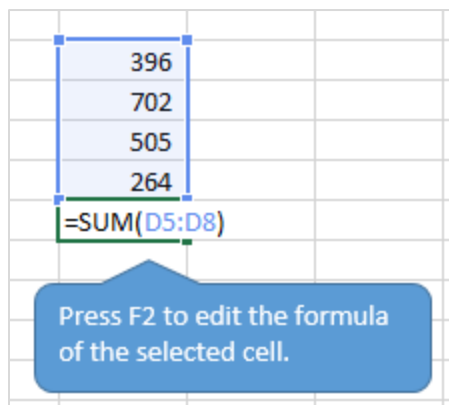 396
702
505
264
=SUM(D5:D8)
Press F2 to edit the formula
of the selected cell.